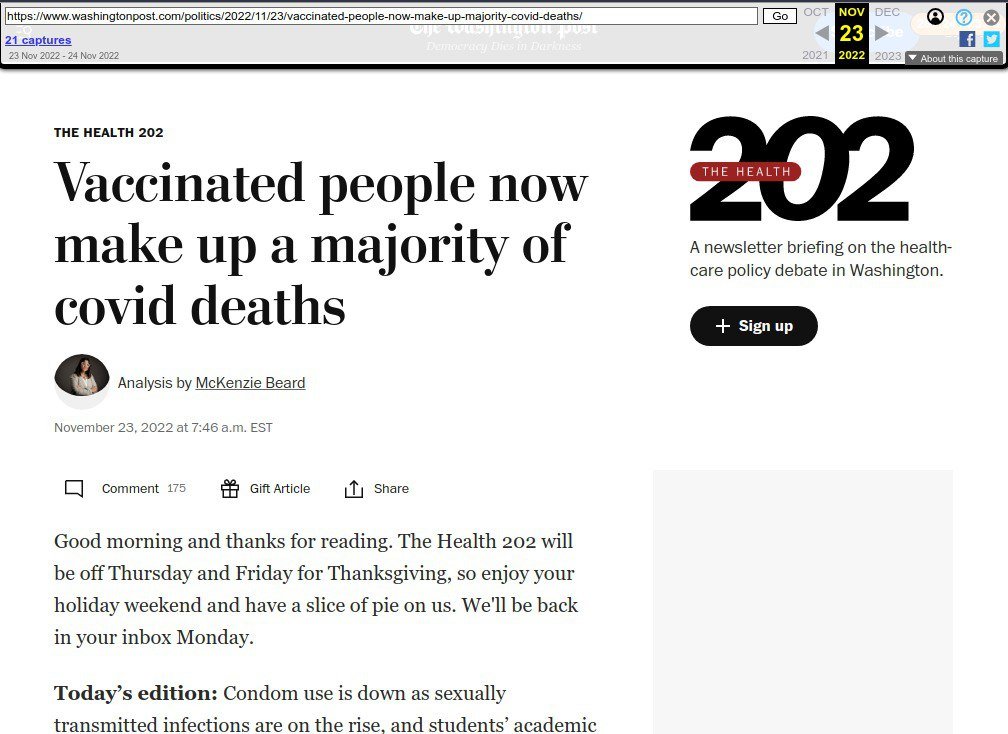 https://www.washingtonpost.com/politics/2022/11/23/vaccinated-people-now-make-up-majority-covid-deaths/
Go
OCT NOV DEC
21 captures
23
23 Nov 2022 - 24 Nov 2022
2021 2022 2023
About this capture
The Washington Post
Democracy Dies in Darkness
THE HEALTH 202
Vaccinated people now
make up a majority of
covid deaths
Analysis by McKenzie Beard
November 23, 2022 at 7:46 a.m. EST
Comment 175 Gift Article Share
Good morning and thanks for reading. The Health 202 will
be off Thursday and Friday for Thanksgiving, so enjoy your
holiday weekend and have a slice of pie on us. We'll be back
in your inbox Monday.
Today’s edition: Condom use is down as sexually
transmitted infections are on the rise, and students’ academic
202
THE HEALTH
A newsletter briefing on the health-
care policy debate in Washington.
+ Sign up